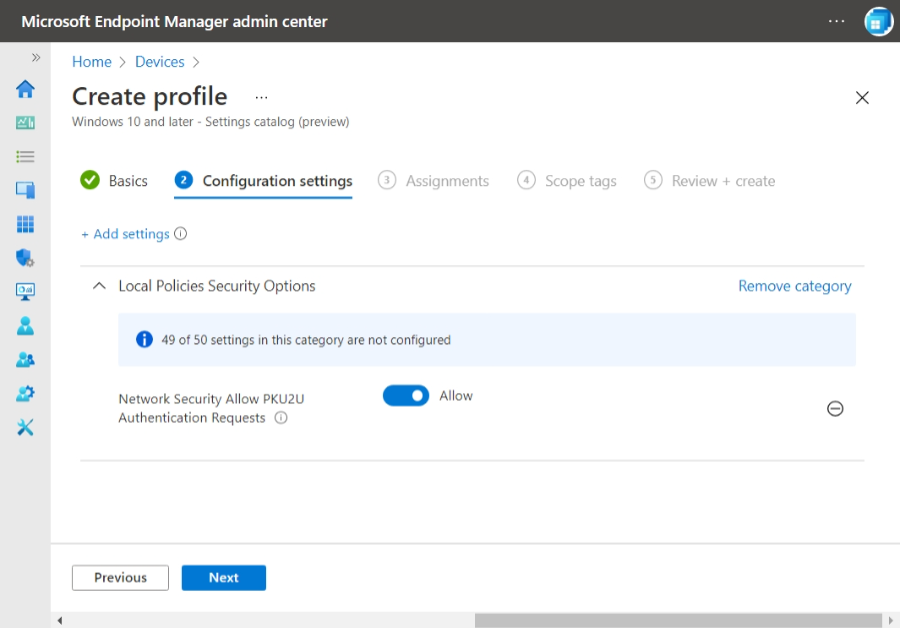 Microsoft Endpoint Manager admin center
Home > Devices >
Create profile ...
Windows 10 and later - Settings catalog (preview)
Basics 2 Configuration settings 3 Assignments 4 Scope tags 5 Review + create
+ Add settings
Local Policies Security Options Remove category
49 of 50 settings in this category are not configured
Network Security Allow PKU2U Allow
Authentication Requests
Previous Next